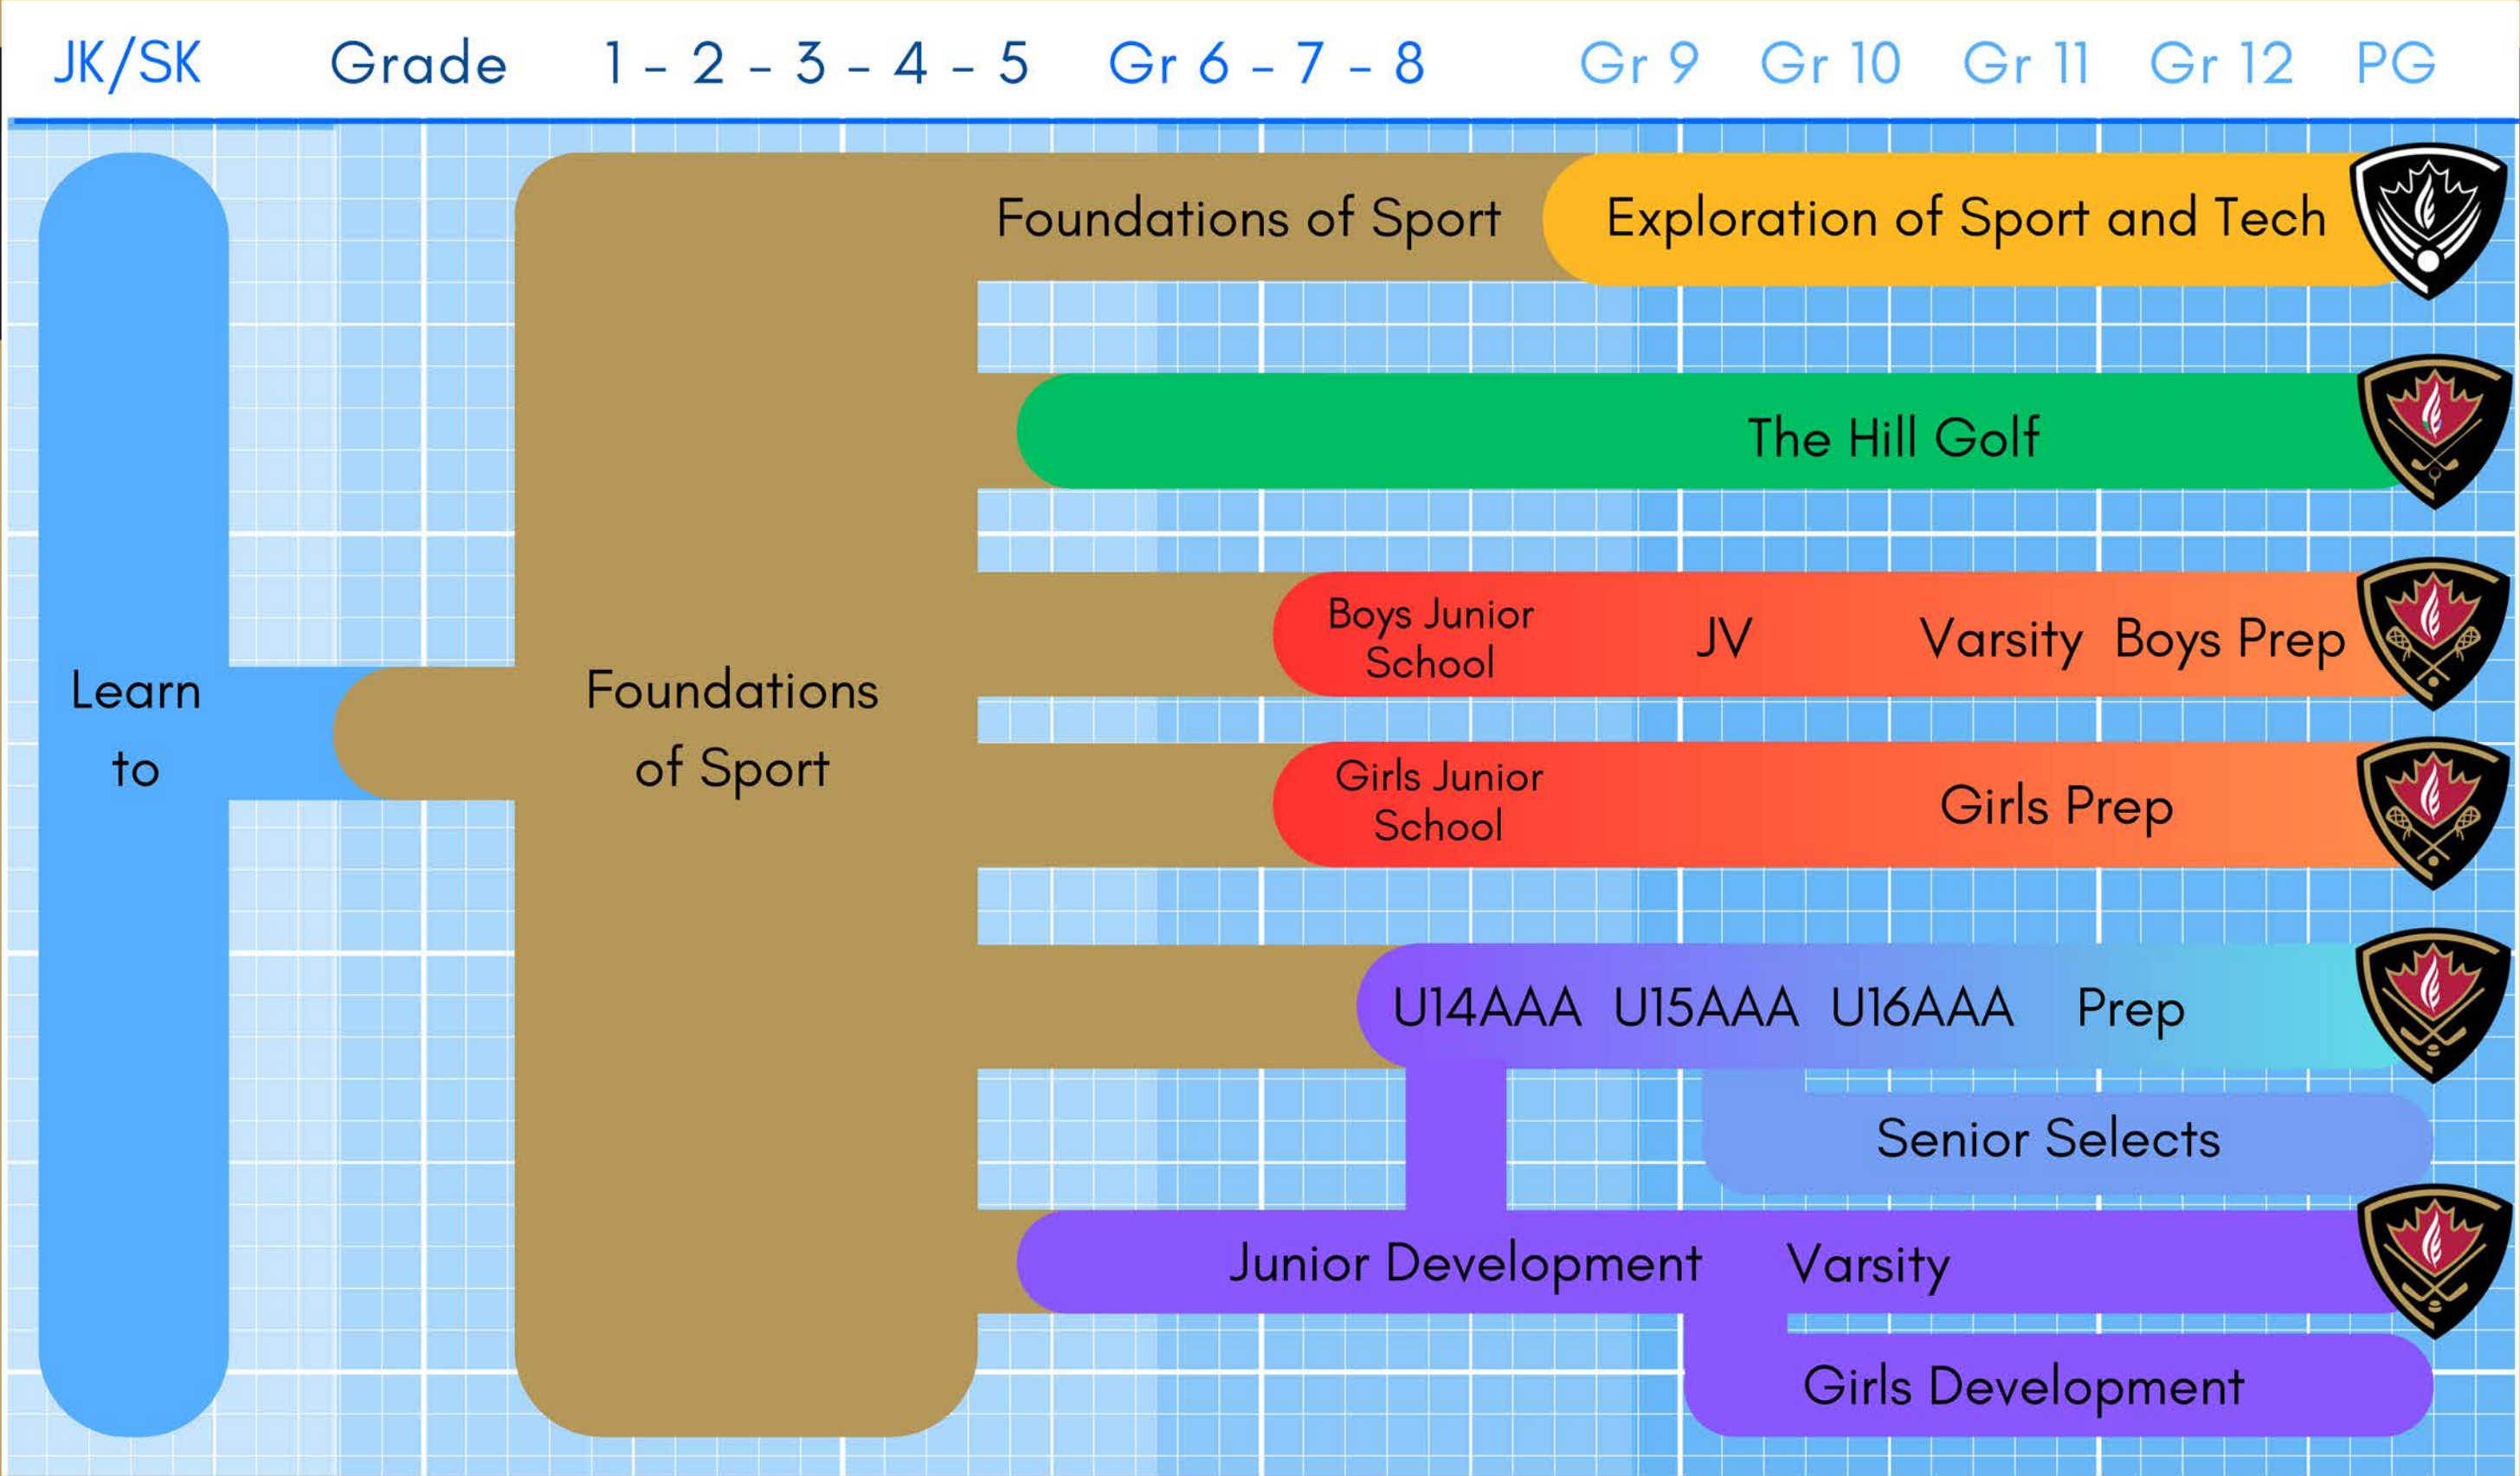 JK/SK Grade 1 - 2 - 3 - 4 - 5 Gr 6 - 7 - 8 Gr 9 Gr 10 Gr 11 Gr 12 PG
Foundations of Sport Exploration of Sport and Tech
The Hill Golf
Boys Junior
School
JV Varsity Boys Prep
Learn
to
Foundations
of Sport
Girls Junior
School
Girls Prep
U14AAA U15AAA U16AAA Prep
Senior Selects
Junior Development Varsity
Girls Development